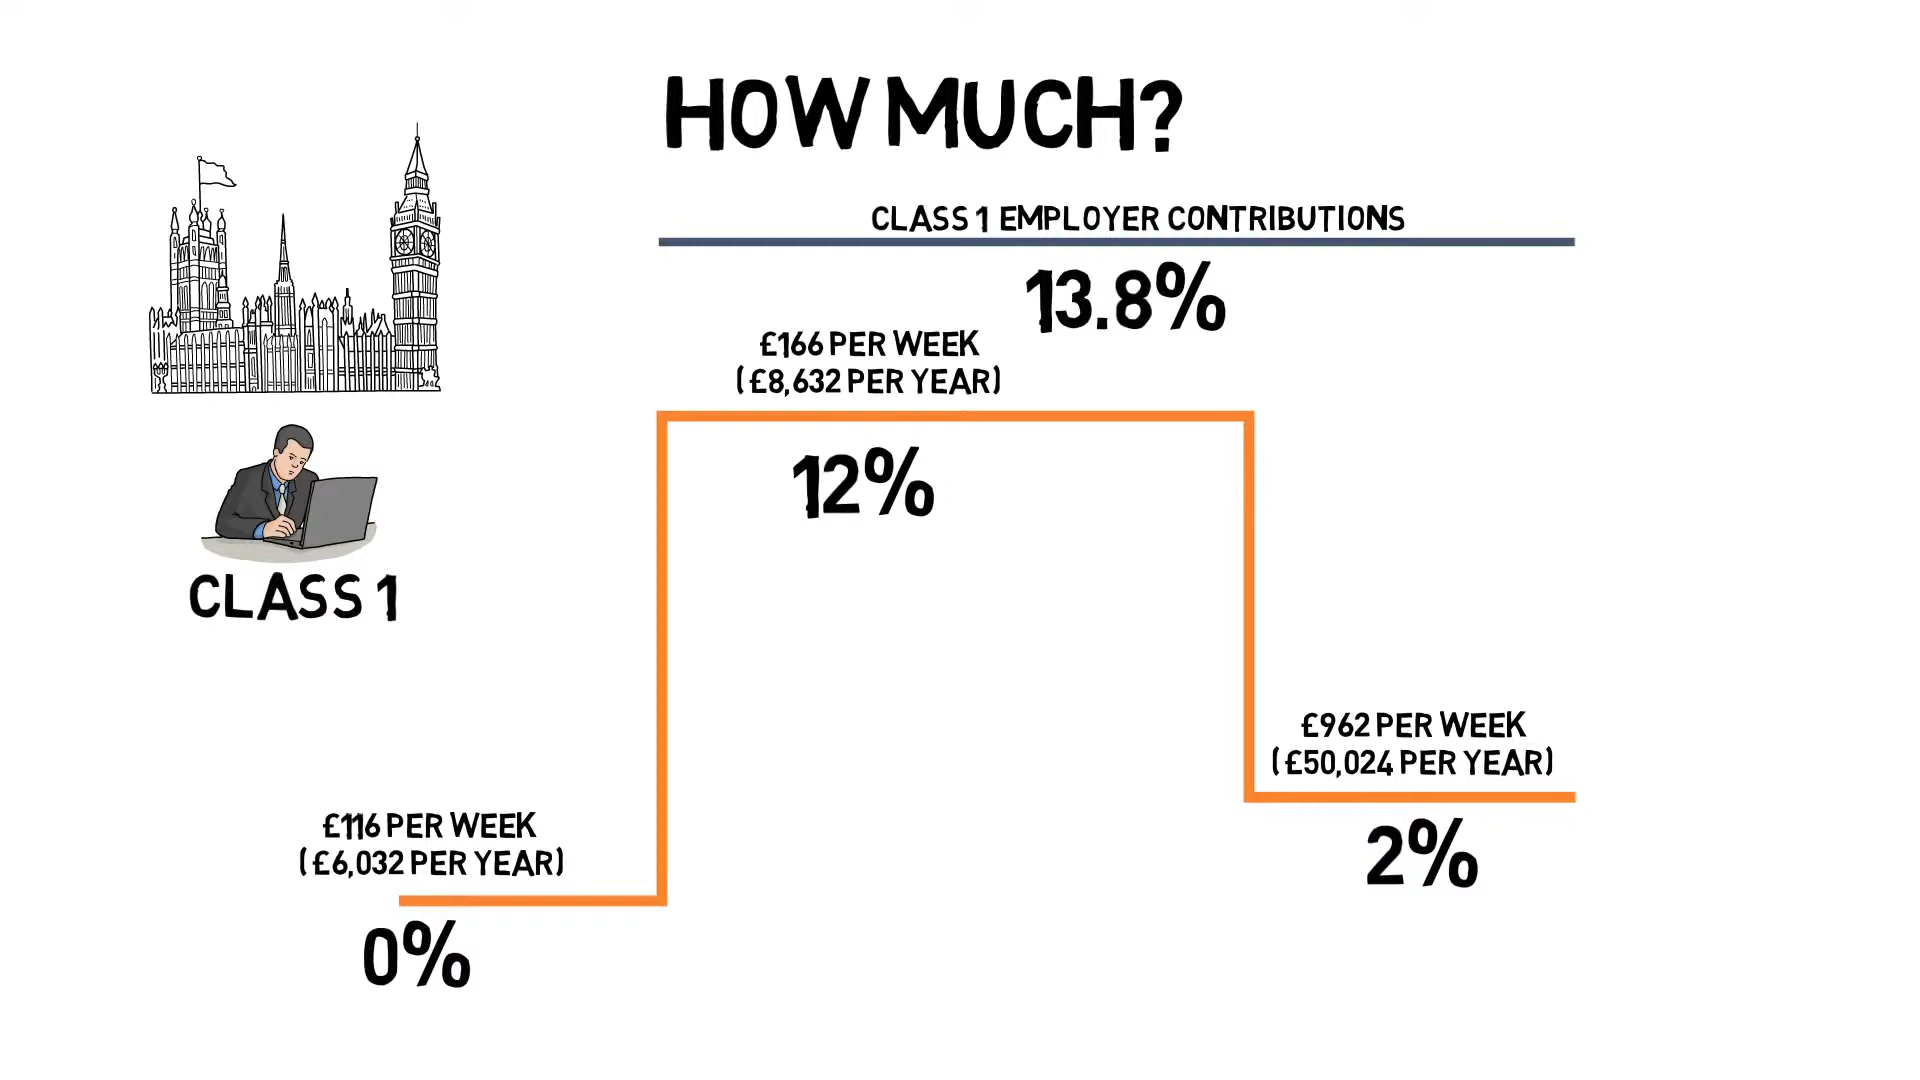 HOW MUCH?
CLASS 1 EMPLOYER CONTRIBUTIONS
13.8%
£166 PER WEEK
(£8,632 PER YEAR)
12%
CLASS 1
£962 PER WEEK
(£50,024 PER YEAR)
2%
£116 PER WEEK
(£6,032 PER YEAR)
0%